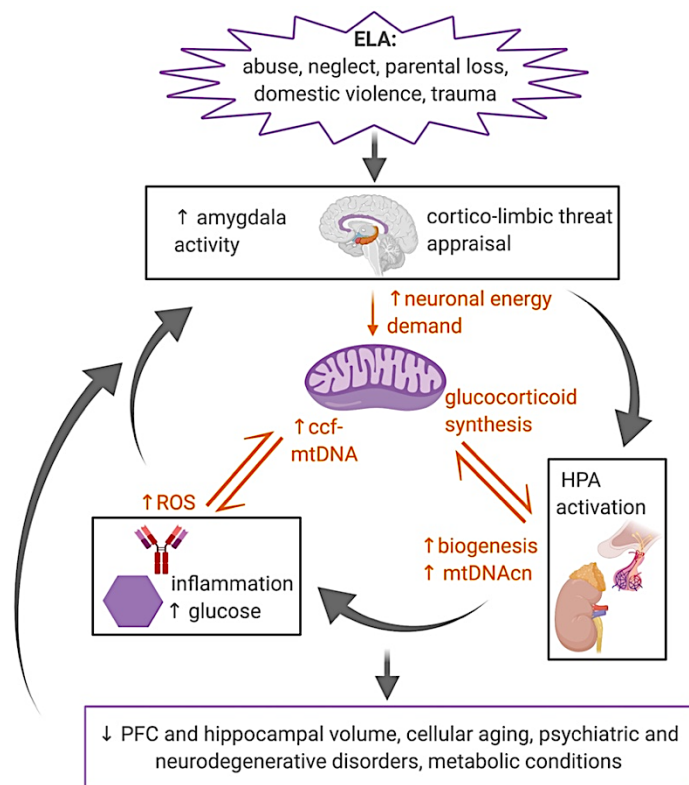 ELA:
abuse, neglect, parental loss,
domestic violence, trauma
↑ amygdala
activity
cortico-limbic threat
appraisal
↑neuronal energy
demand
glucocorticoid
synthesis
↑ccf-
mtDNA
↑ROS
HPA
activation
↑biogenesis
↑ mtDNAcn
inflammation
↑ glucose
↓ PFC and hippocampal volume, cellular aging, psychiatric and
neurodegenerative disorders, metabolic conditions